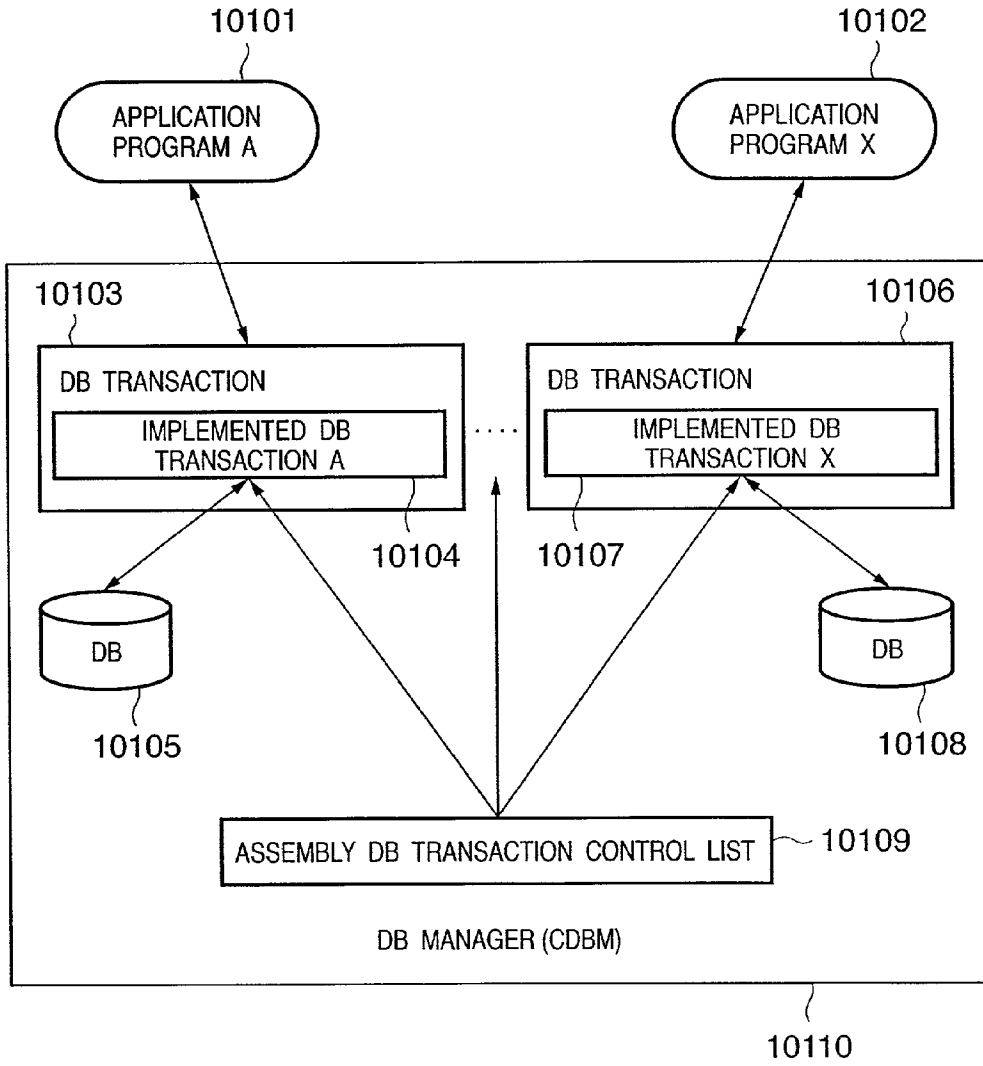 10101
10102
APPLICATION
PROGRAM A
APPLICATION
PROGRAM X
10103
10106
DB TRANSACTION
DB TRANSACTION
IMPLEMENTED DB
TRANSACTION A
....
IMPLEMENTED DB
TRANSACTION X
10104
10107
DB
DB
10105
10108
ASSEMBLY DB TRANSACTION CONTROL LIST
10109
DB MANAGER (CDBM)
10110